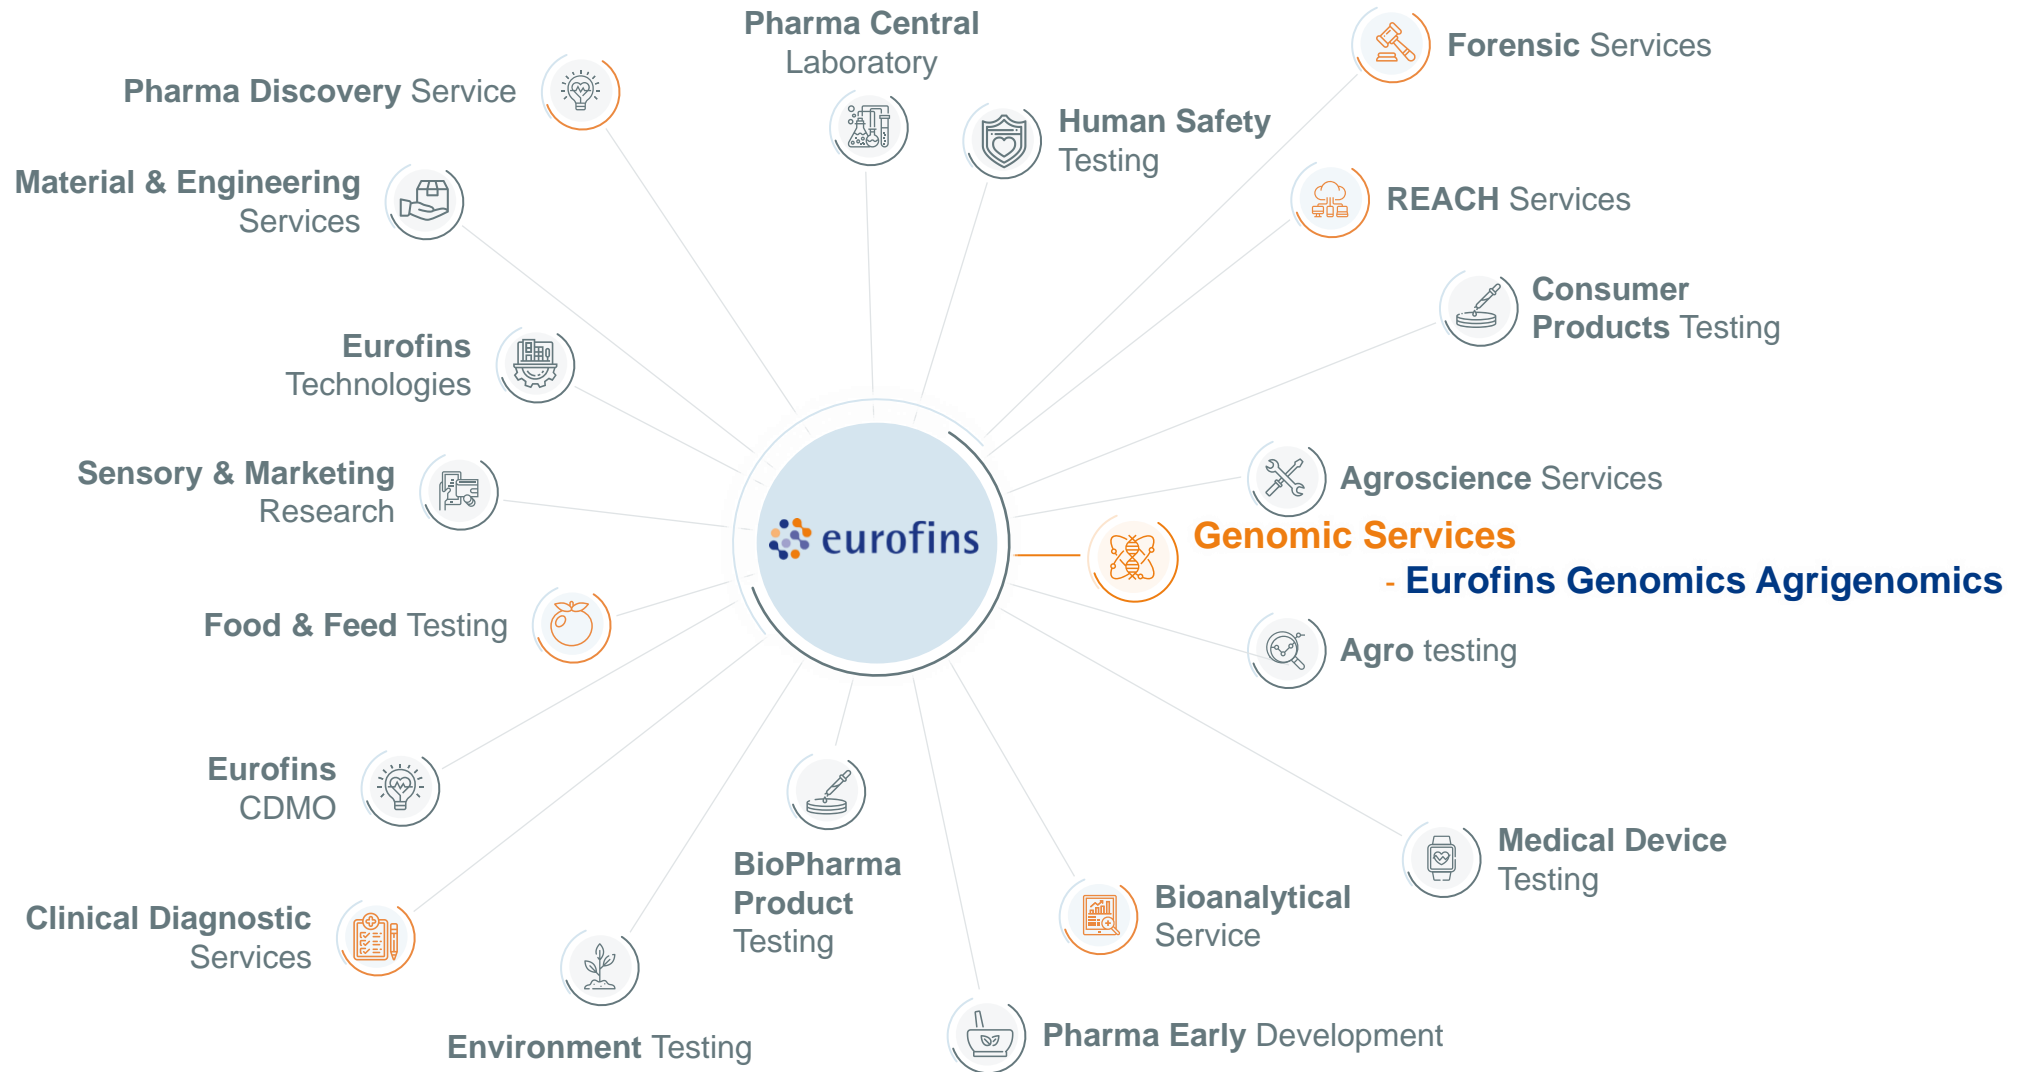 Pharma Central
Laboratory
Forensic Services
Pharma Discovery Service
Human Safety
Testing
Material & Engineering
Services
REACH Services
Consumer
Products Testing
Eurofins
Technologies
Sensory & Marketing
Research
Agroscience Services
eurofins
Genomic Services
- Eurofins Genomics Agrigenomics
Food & Feed Testing
Agro testing
Eurofins
CDMO
BioPharma
Product
Testing
Medical Device
Testing
Bioanalytical
Service
Clinical Diagnostic
Services
Environment Testing
Pharma Early Development